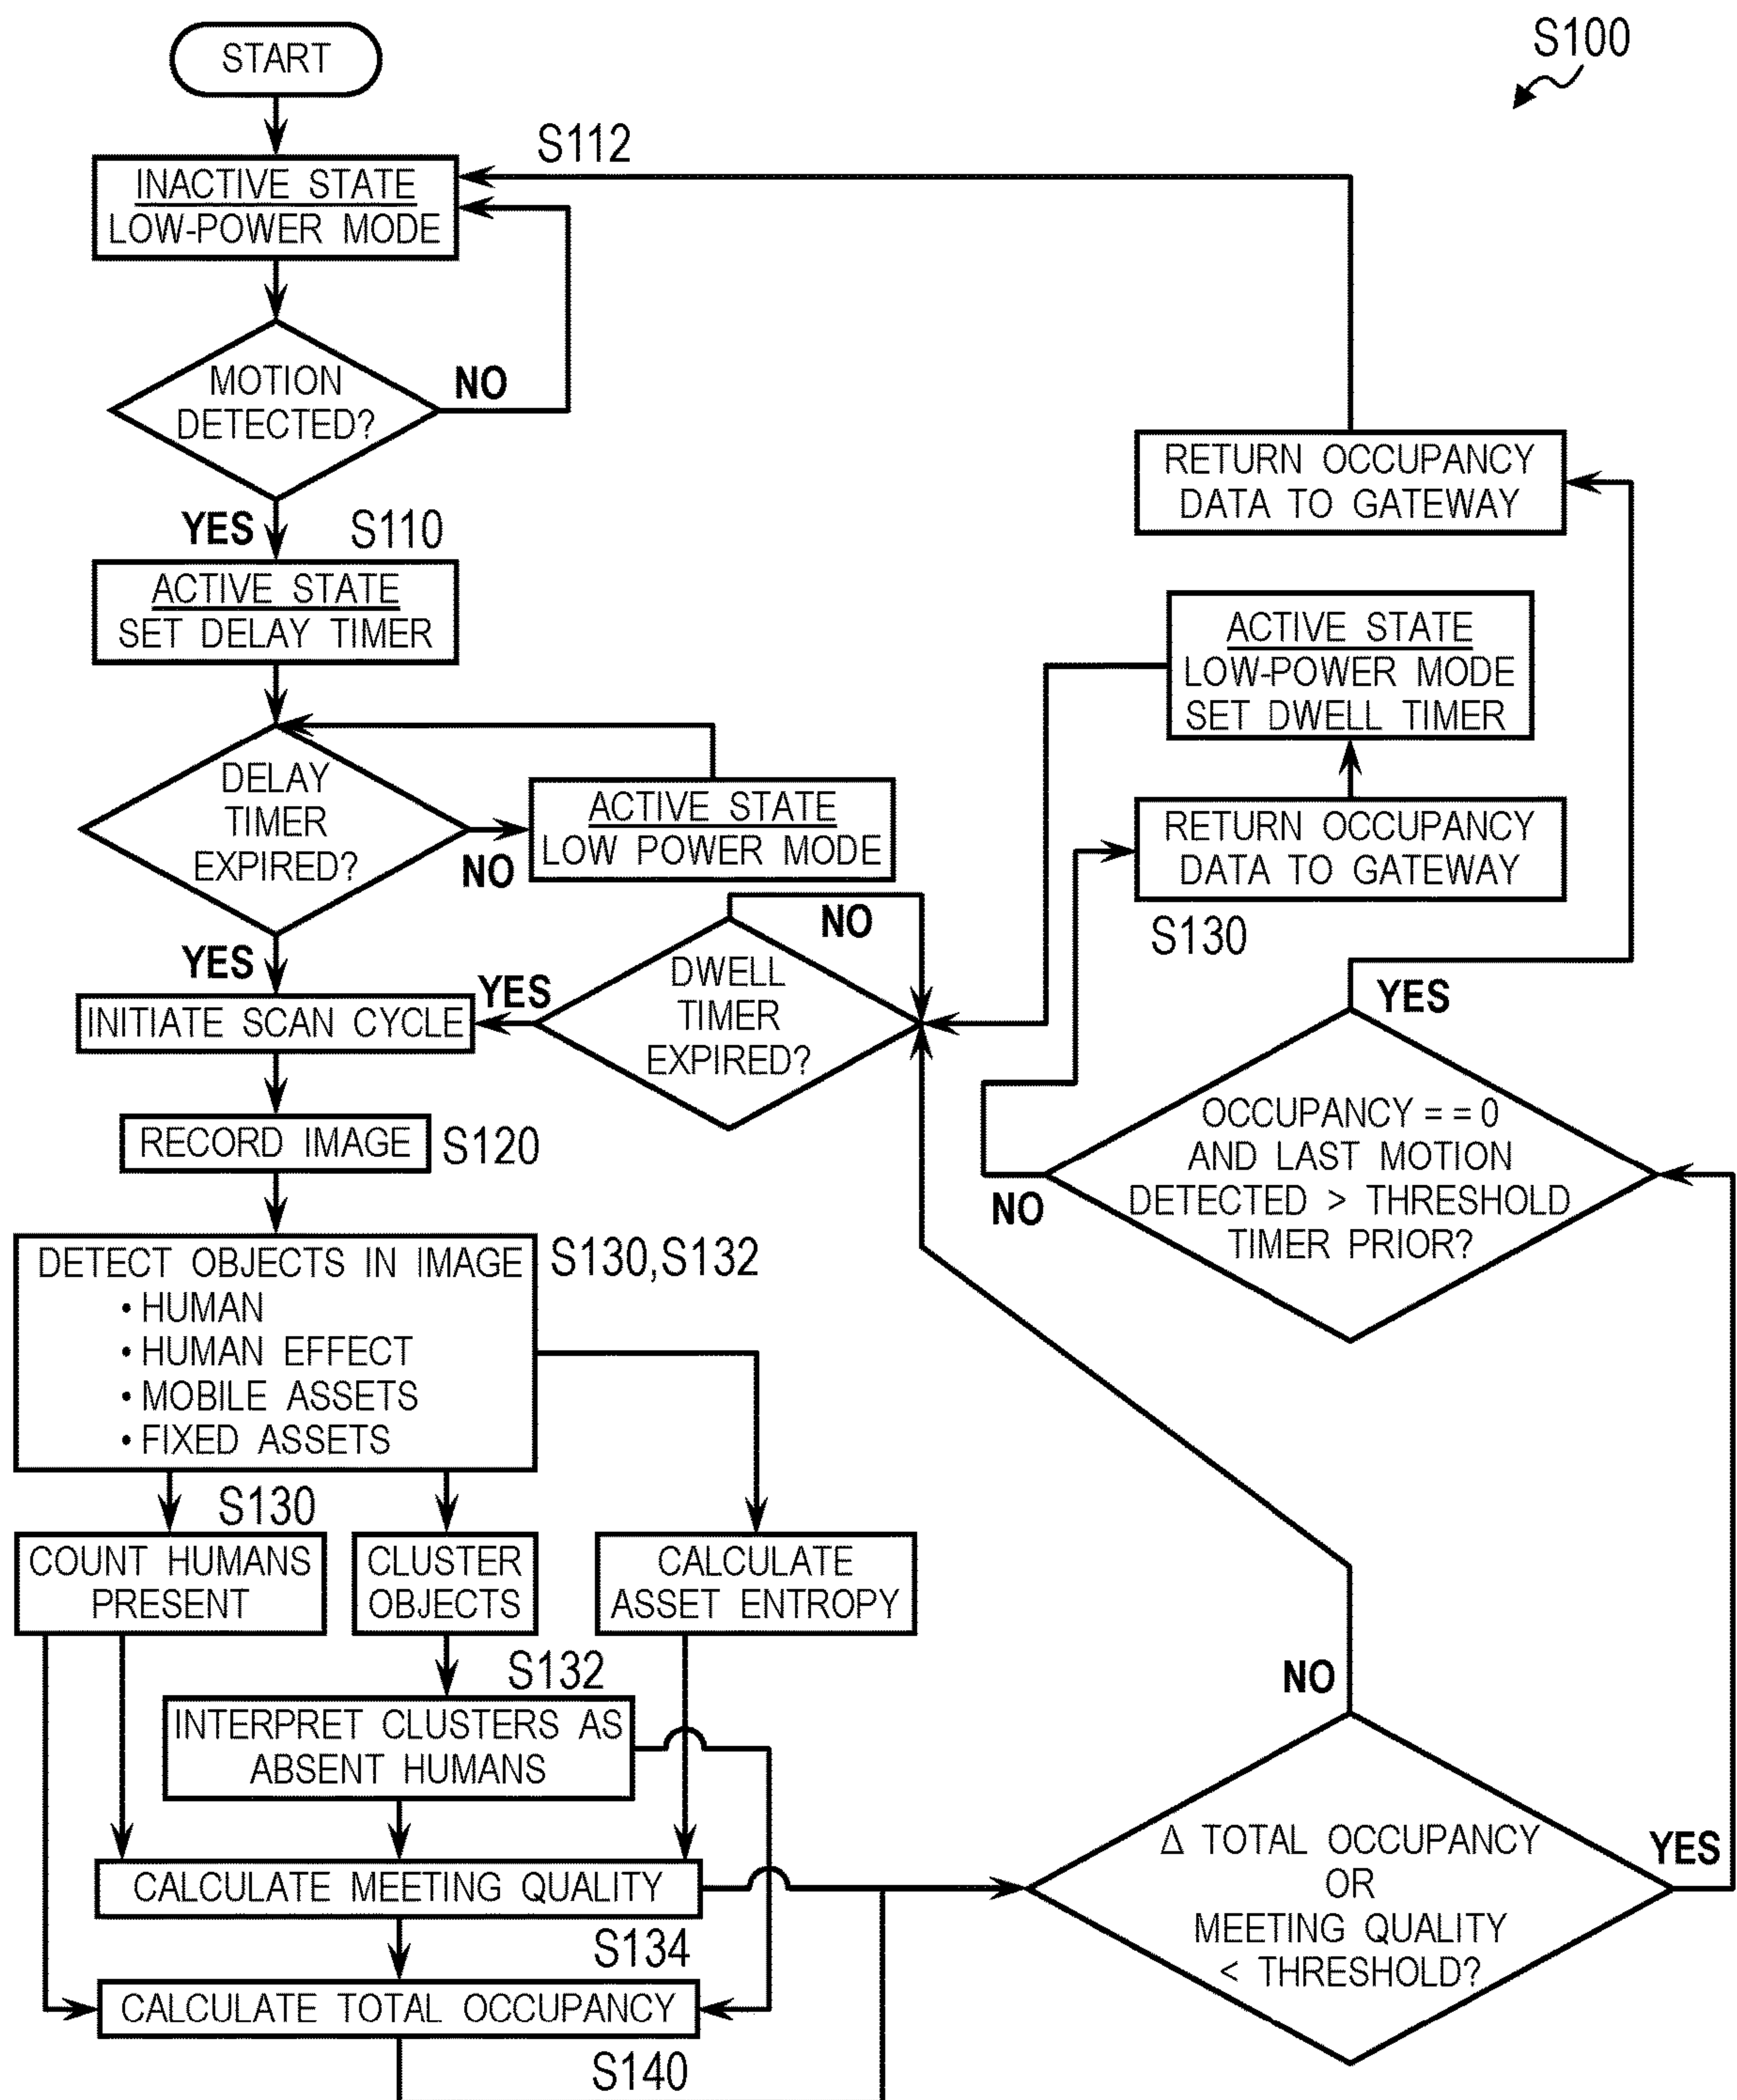 S100
START
S112
INACTIVE STATE
LOW-POWER MODE
MOTION
DETECTED?
NO
YES
S110
ACTIVE STATE
SET DELAY TIMER
DELAY
TIMER
EXPIRED?
NO
ACTIVE STATE
LOW POWER MODE
YES
INITIATE SCAN CYCLE
YES
DWELL
TIMER
EXPIRED?
NO
RETURN OCCUPANCY
DATA TO GATEWAY
ACTIVE STATE
LOW-POWER MODE
SET DWELL TIMER
RETURN OCCUPANCY
DATA TO GATEWAY
S130
YES
OCCUPANCY = = 0
AND LAST MOTION
DETECTED > THRESHOLD
TIMER PRIOR?
NO
RECORD IMAGE
S120
DETECT OBJECTS IN IMAGE
• HUMAN
• HUMAN EFFECT
• MOBILE ASSETS
• FIXED ASSETS
S130,S132
S130
COUNT HUMANS
PRESENT
CLUSTER
OBJECTS
CALCULATE
ASSET ENTROPY
S132
INTERPRET CLUSTERS AS
ABSENT HUMANS
CALCULATE MEETING QUALITY
S134
CALCULATE TOTAL OCCUPANCY
S140
NO
Δ TOTAL OCCUPANCY
OR
MEETING QUALITY
< THRESHOLD?
YES